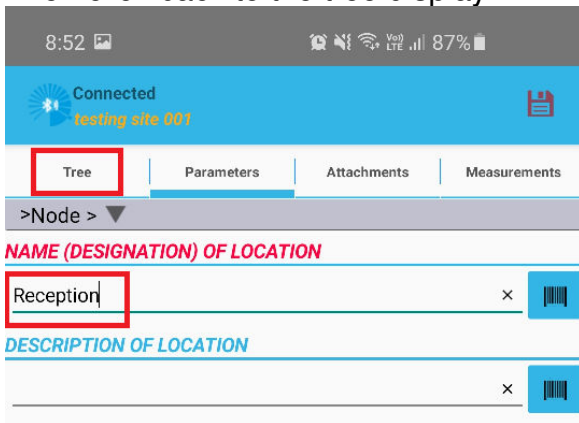 8:52 87%
Connected
testing site 001
Tree Parameters Attachments Measurements
>Node >
NAME (DESIGNATION) OF LOCATION
Reception
DESCRIPTION OF LOCATION